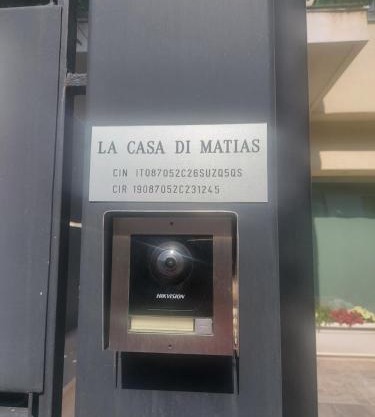 LA CASA DI MATIAS
CIN IT087052C26SUZQ5QS
CIR 19087052C231245
HIKVISION